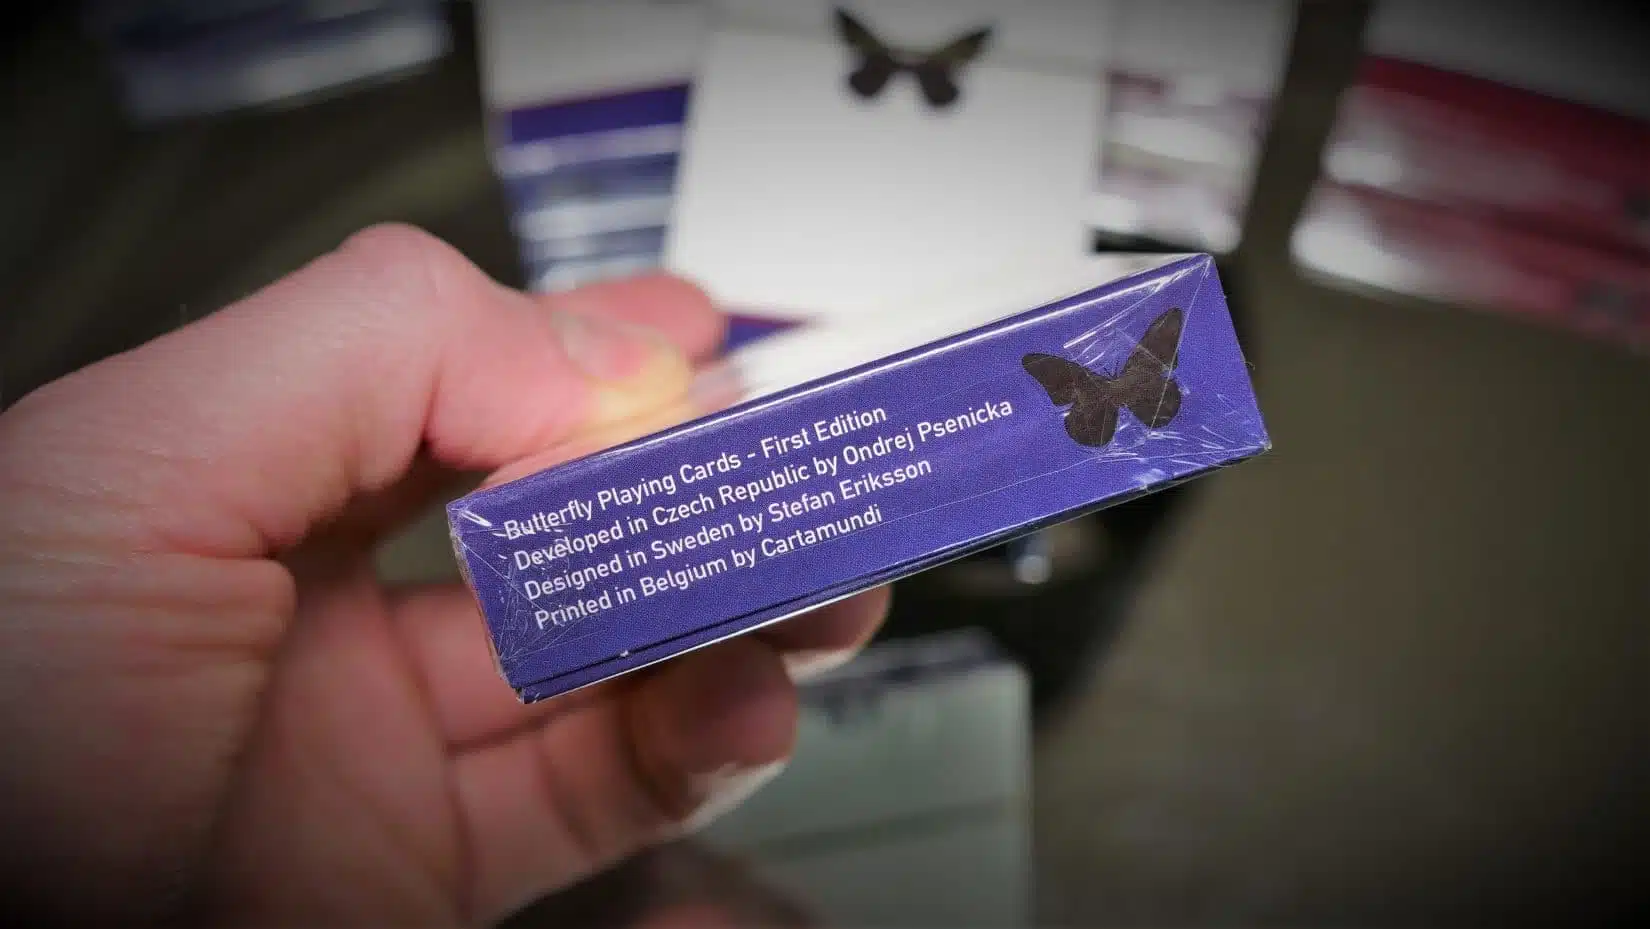 Butterfly Playing Cards - First Edition
Developed in Czech Republic by Ondrej Psenicka
Designed in Sweden by Stefan Eriksson
Printed in Belgium by Cartamundi